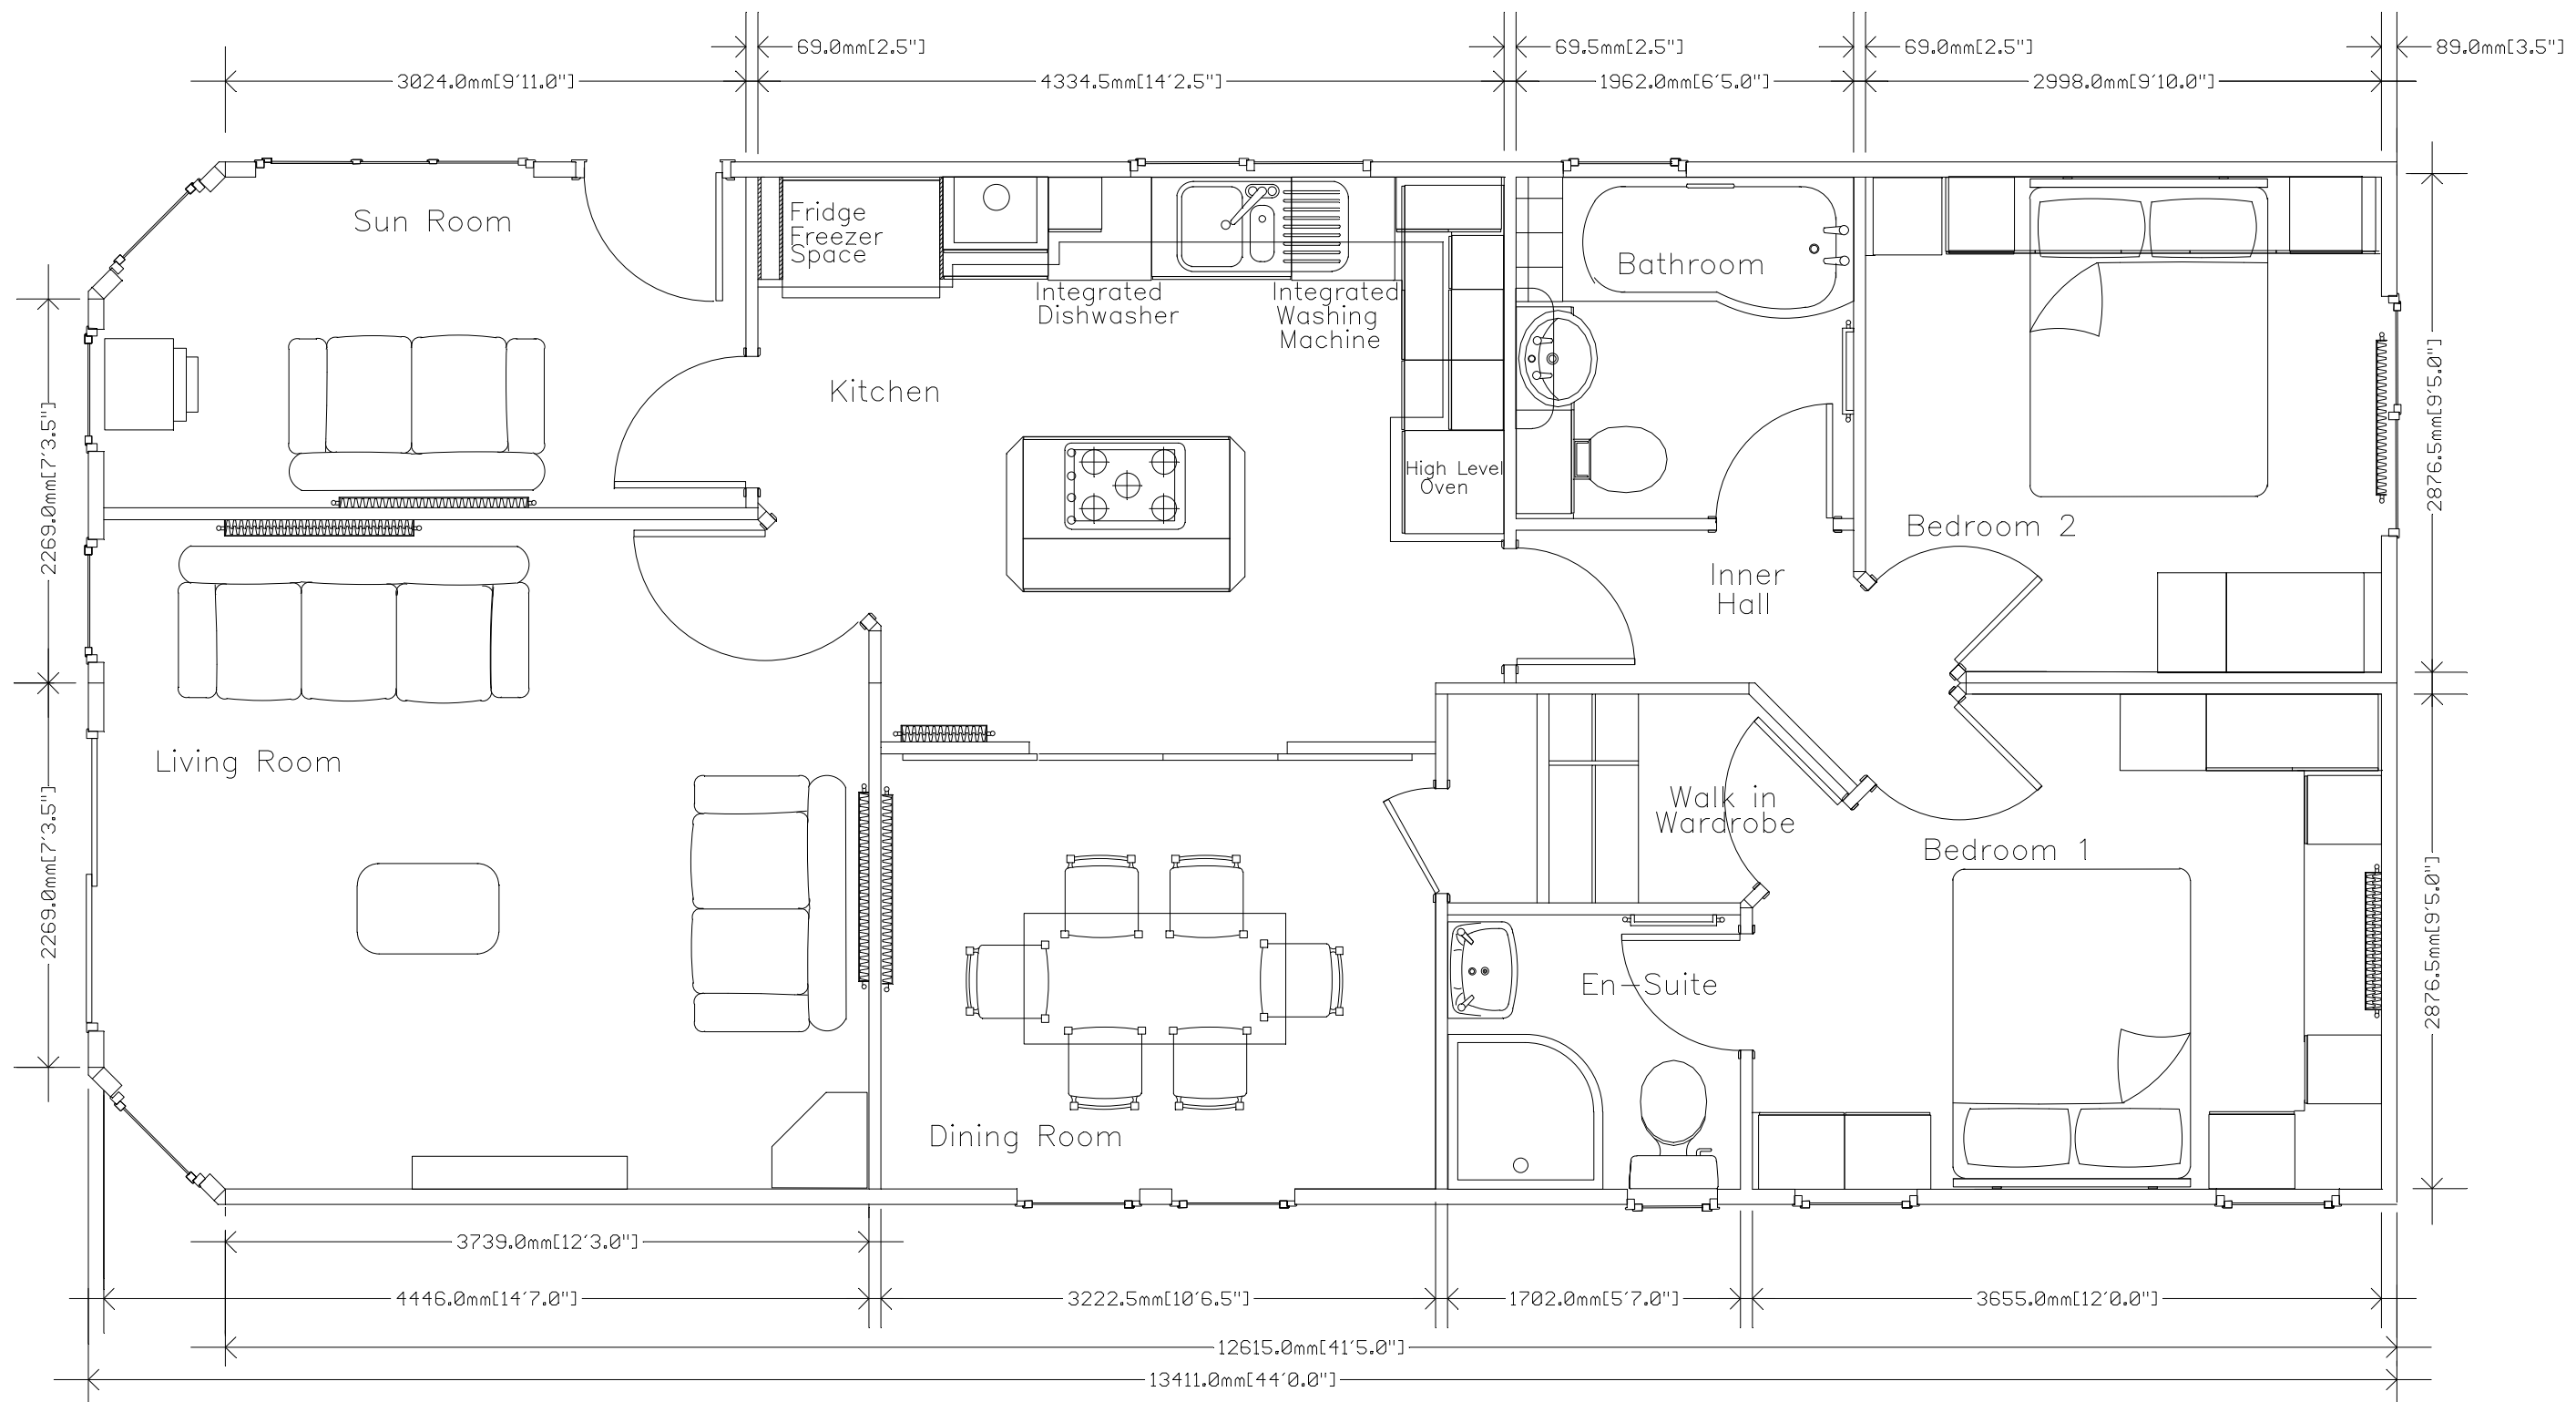 69.0mm[2.5"]
69.5mm[2.5"]
69.0mm[2.5"]
89.0mm[3.5"]
3024.0mm[9'11.0"]
4334.5mm[14'2.5"]
1962.0mm[6'5.0"]
2998.0mm[9'10.0"]
Sun Room
Fridge
Freezer
Space
Integrated
Dishwasher
Integrated
Washing
Machine
Bathroom
Kitchen
High Level
Oven
Bedroom 2
Inner
Hall
2269.0mm[7'3.5"]
2876.5mm[9'5.0"]
Living Room
Walk in
Wardrobe
Bedroom 1
En-Suite
Dining Room
2269.0mm[7'3.5"]
2876.5mm[9'5.0"]
3739.0mm[12'3.0"]
4446.0mm[14'7.0"]
3222.5mm[10'6.5"]
1702.0mm[5'7.0"]
3655.0mm[12'0.0"]
12615.0mm[41'5.0"]
13411.0mm[44'0.0"]